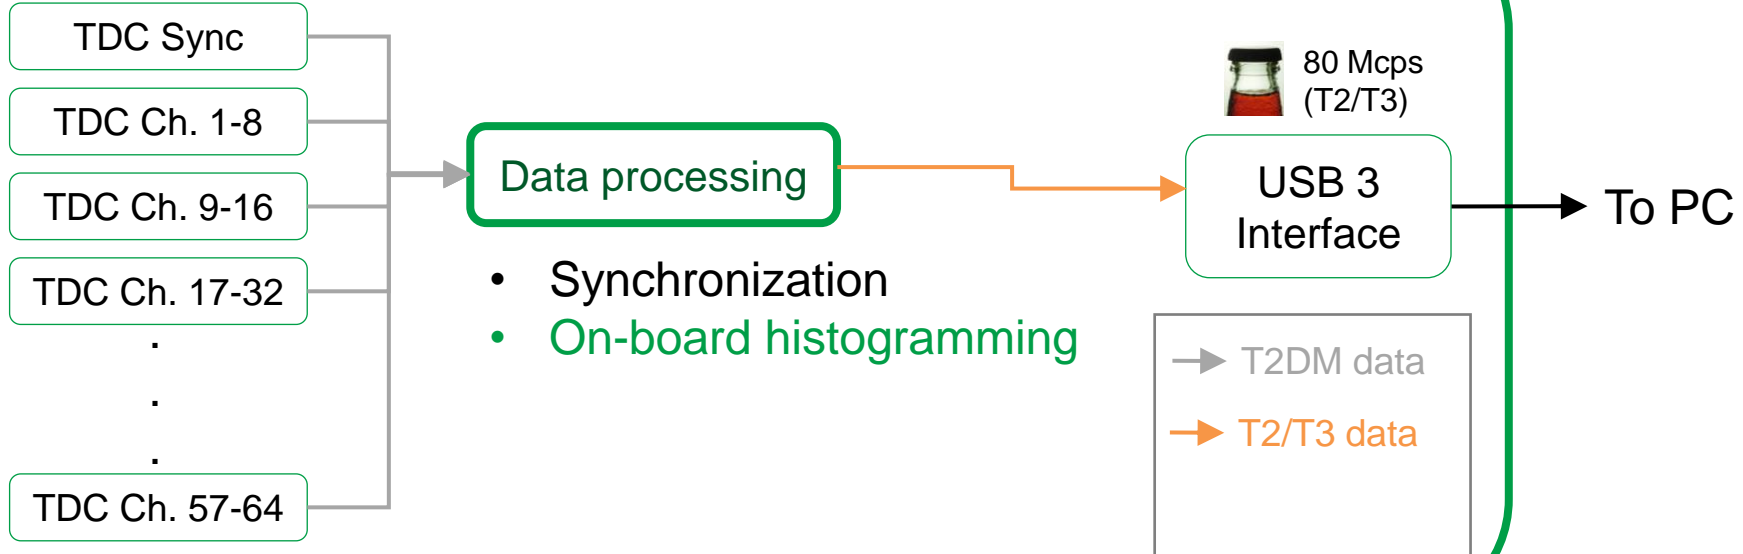 TDC Sync
TDC Ch. 1-8
TDC Ch. 9-16
TDC Ch. 17-32
.
.
.
TDC Ch. 57-64
Data processing
• Synchronization
• On-board histogramming
80 Mcps
(T2/T3)
USB 3
Interface
To PC
T2DM data
T2/T3 data